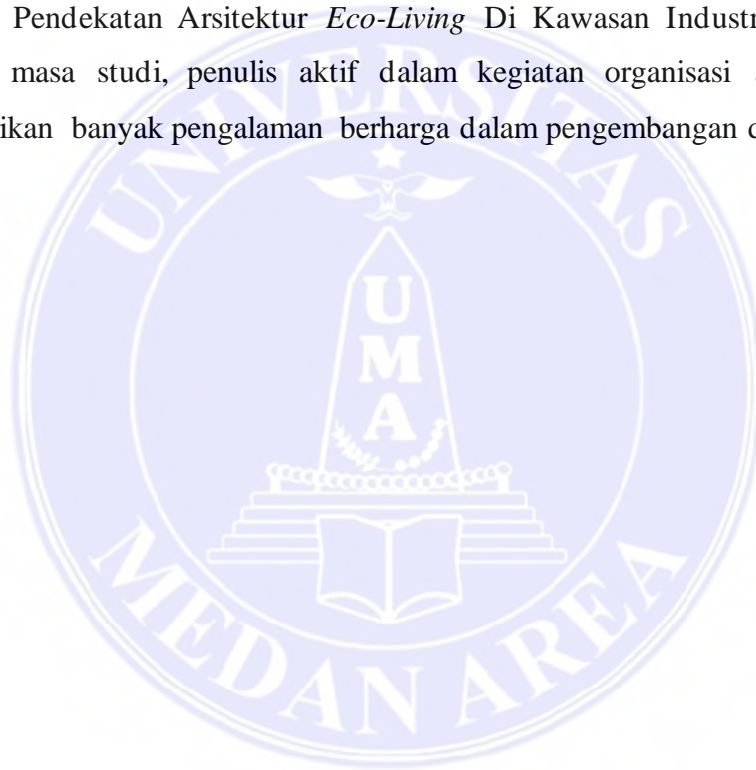 Pendekatan Arsitektur Eco-Living Di Kawasan Industr
masa studi, penulis aktif dalam kegiatan organisasi
ikan banyak pengalaman berharga dalam pengembangan
UNIVERSITAS
UMA
MEDAN AREA